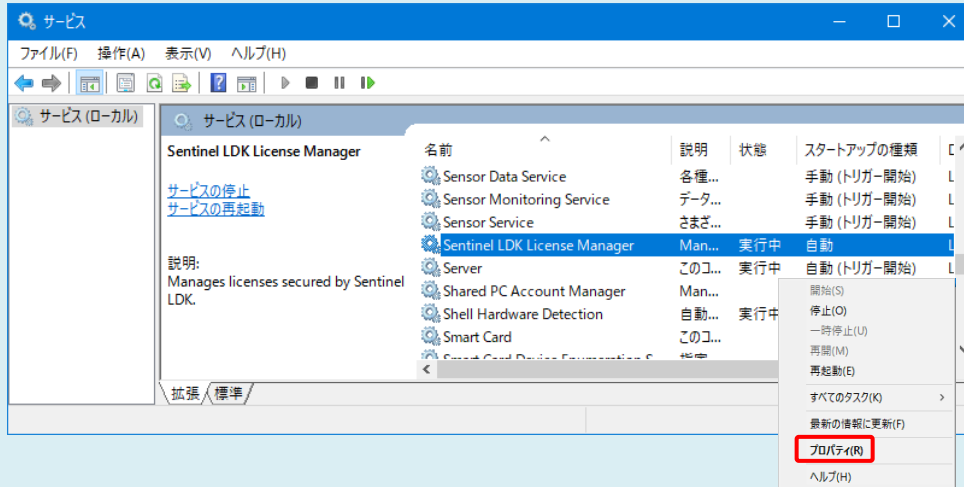 サービス
ファイル(F) 操作(A) 表示(V) ヘルプ(H)
サービス (ローカル)
サービス (ローカル)
Sentinel LDK License Manager
サービスの停止
サービスの再起動
説明:
Manages licenses secured by Sentinel
LDK.
名前 説明 状態 スタートアップの種類
Sensor Data Service 各種... 手動 (トリガー開始) L
Sensor Monitoring Service データ... 手動 (トリガー開始) L
Sensor Service さまざ... 手動 (トリガー開始) L
Sentinel LDK License Manager Man... 実行中 自動 L
Server このコ... 実行中 自動 (トリガー開始) L
Shared PC Account Manager Man...
Shell Hardware Detection 自動... 実行中
Smart Card このコ...
Smart Card Device Enumeration S 指定
拡張 標準
開始(S)
停止(O)
一時停止(U)
再開(M)
再起動(E)
すべてのタスク(K)
最新の情報に更新(F)
プロパティ(R)
ヘルプ(H)